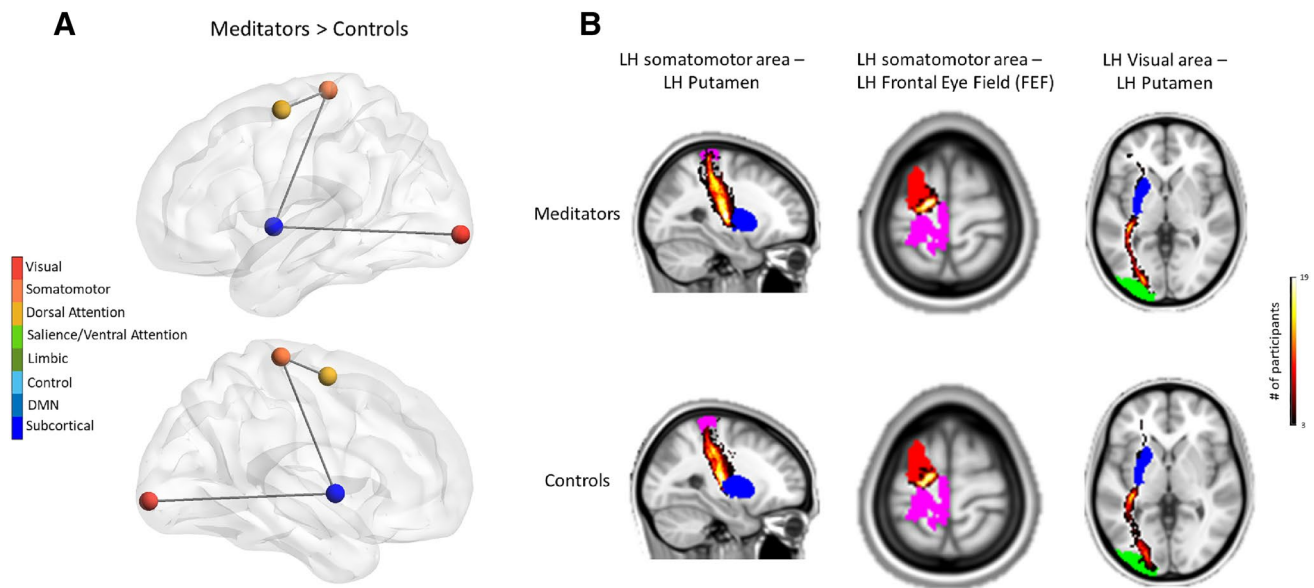 A
Meditators > Controls
Visual
Somatomotor
Dorsal Attention
Salience/Ventral Attention
Limbic
Control
DMN
Subcortical
B
LH somatomotor area –
LH Putamen
LH somatomotor area –
LH Frontal Eye Field (FEF)
LH Visual area –
LH Putamen
Meditators
Controls
19
# of participants
3